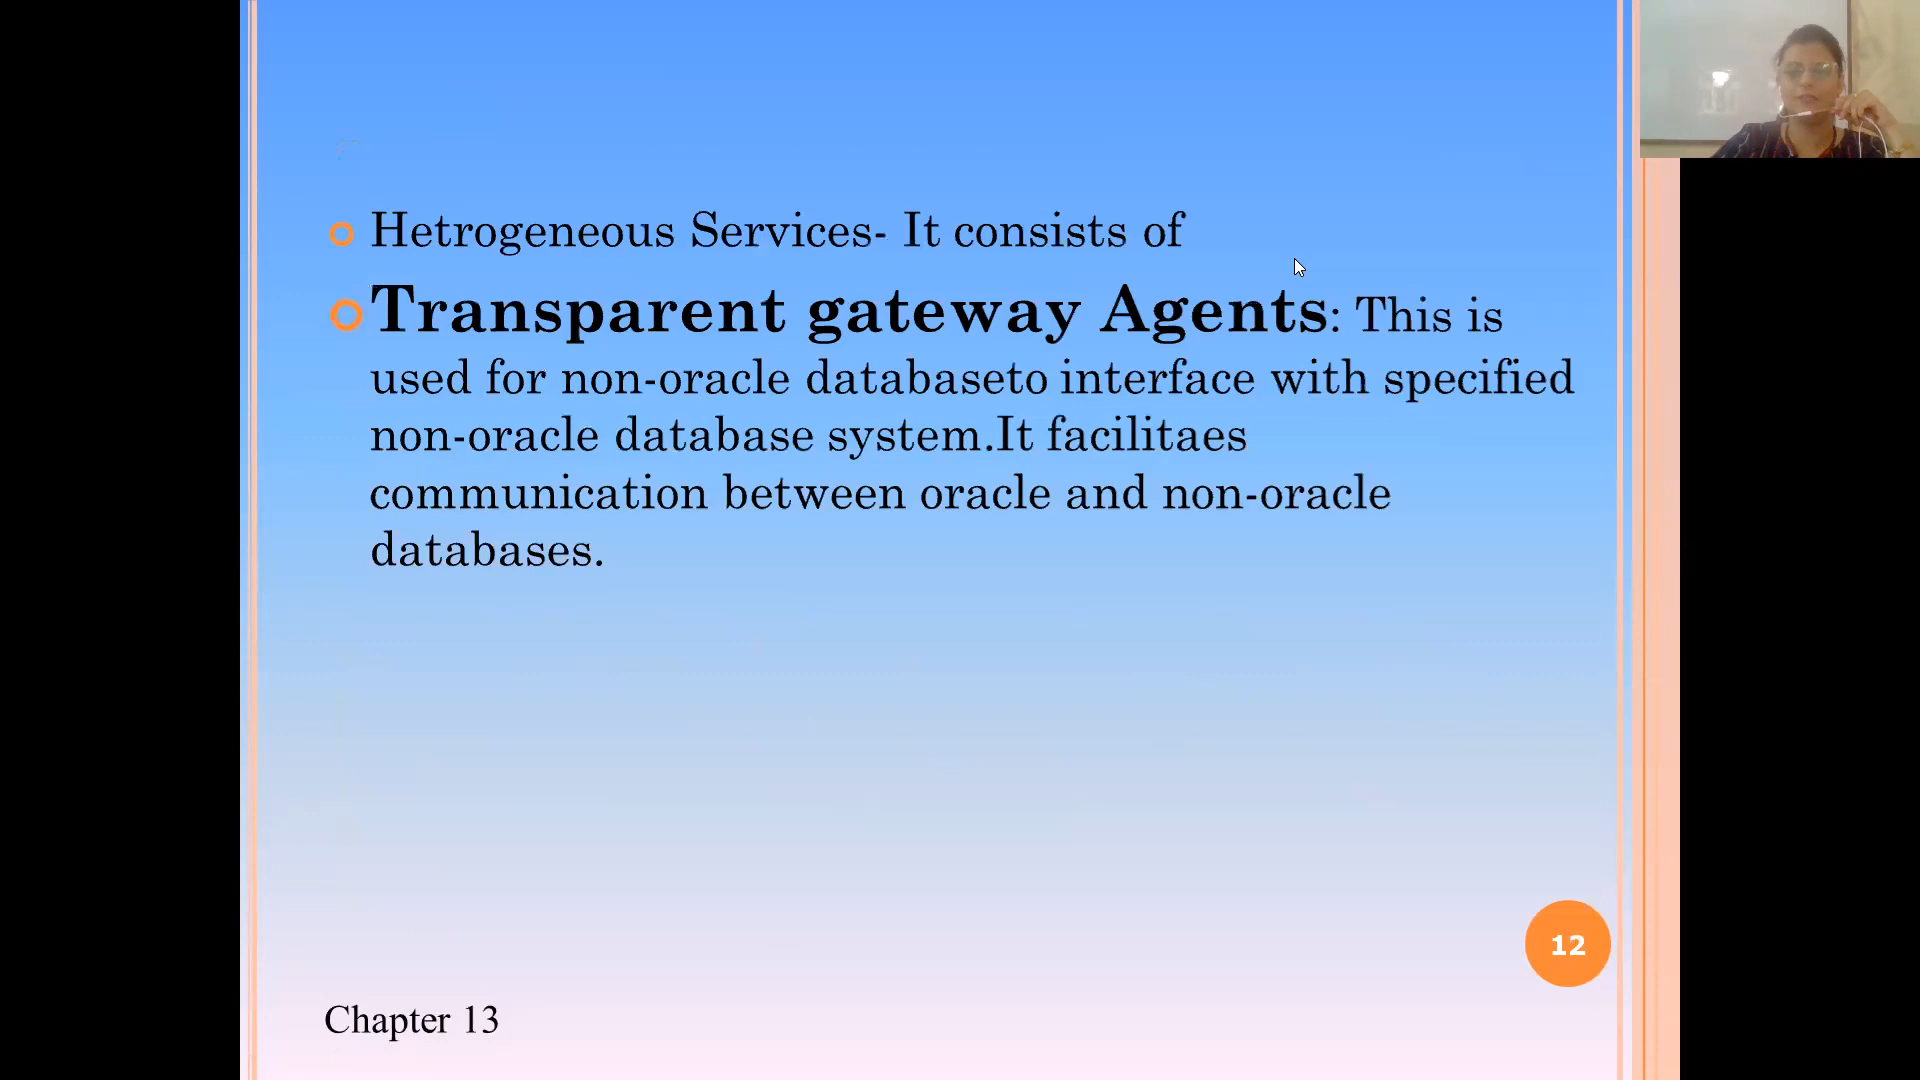 Hetrogeneous Services- It consists of
Transparent gateway Agents: This is
used for non-oracle databaseto interface with specified
non-oracle database system.It facilitaes
communication between oracle and non-oracle
databases.
12
Chapter 13